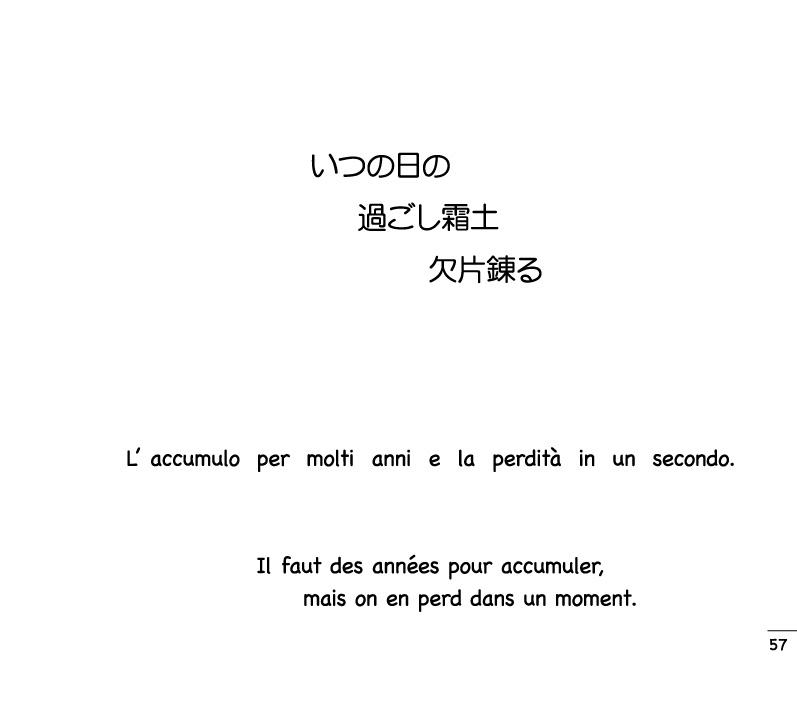 いつの日の
過ごし霜土
欠片錬る
L’ accumulo per molti anni e la perdità in un secondo.
Il faut des années pour accumuler,
mais on en perd dans un moment.
57